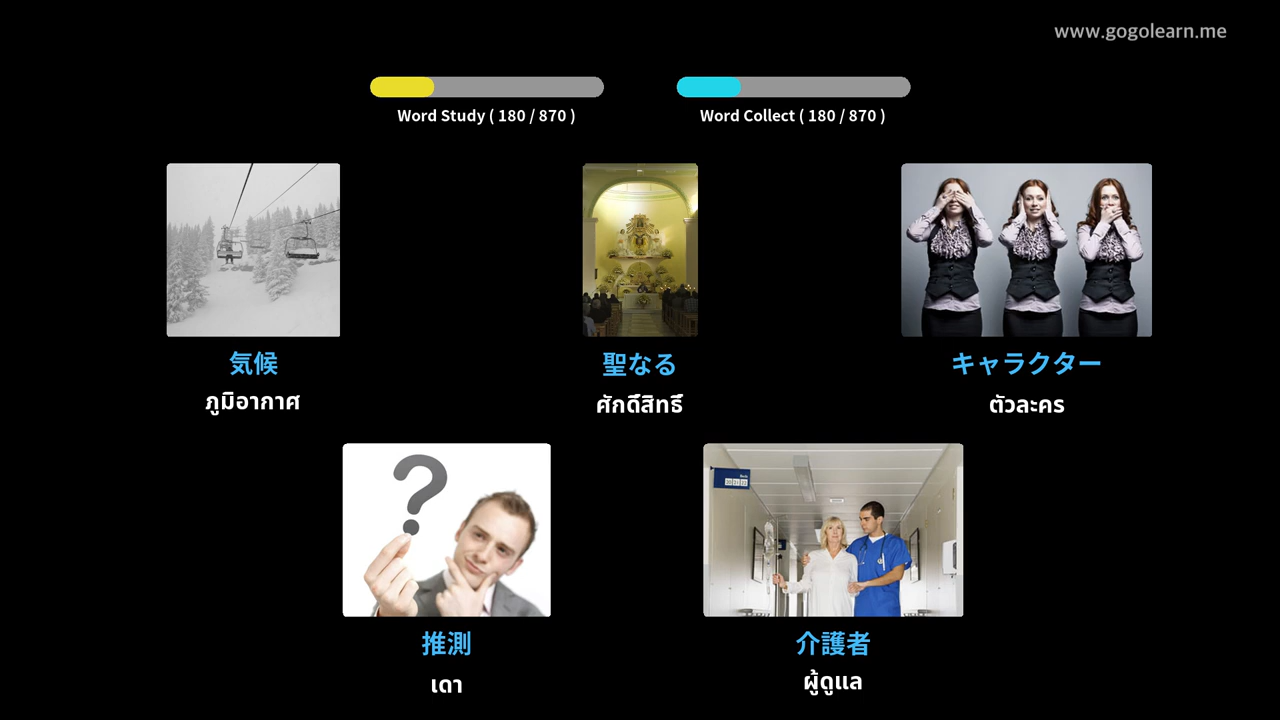 www.gogolearn.me
Word Study ( 180 / 870 )
Word Collect ( 180 / 870 )
気候
ภูมิอากาศ
聖なる
ศักดิ์สิทธิ์
キャラクター
ตัวละคร
推測
เดา
介護者
ผู้ดูแล